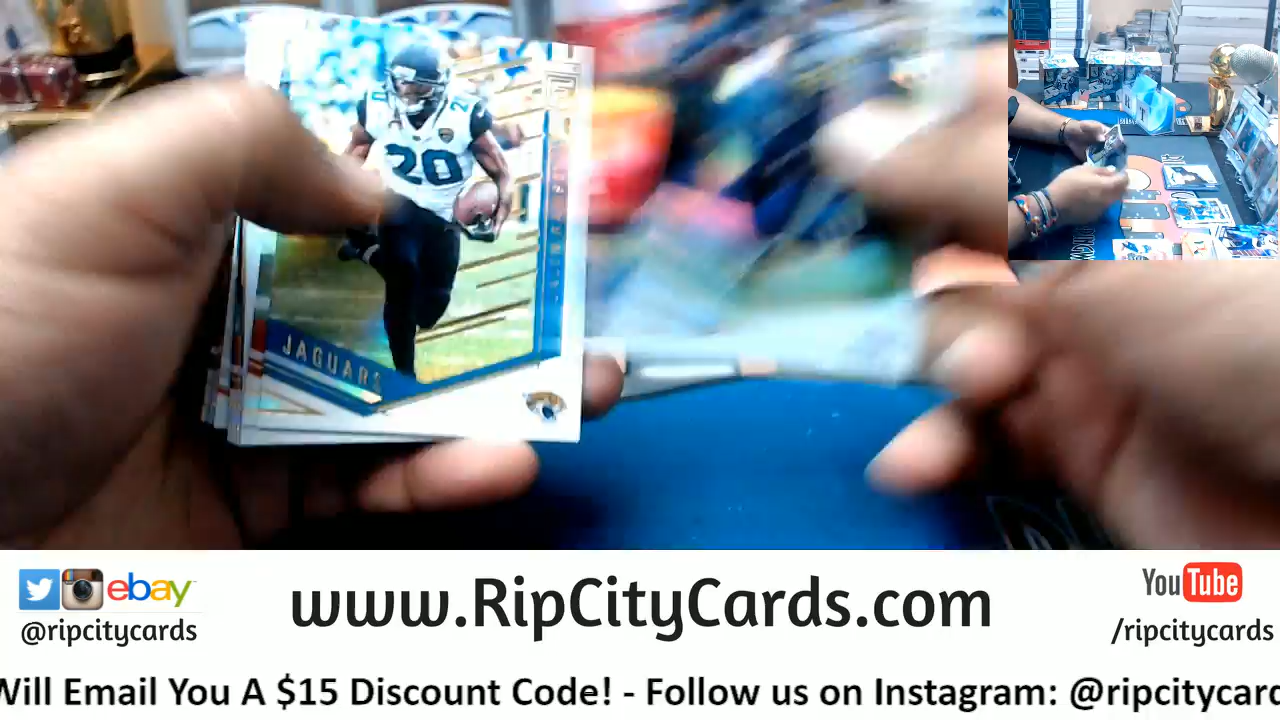 20
20
JAGUARS
ebay
@ripcitycards
www.RipCityCards.com
YouTube
/ripcitycards
Will Email You A $15 Discount Code! - Follow us on Instagram: @ripcitycard